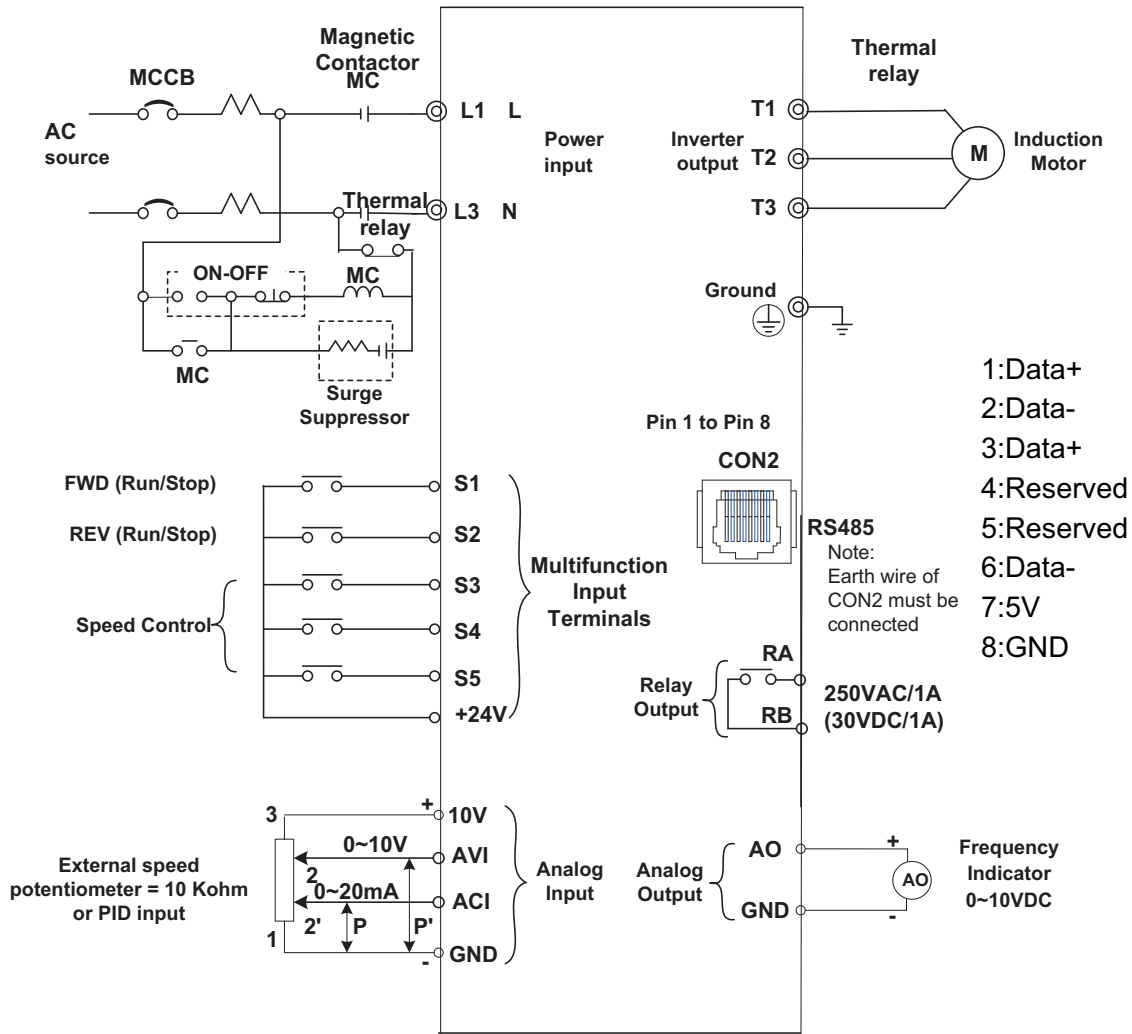 Magnetic
Contactor
MC
MCCB
AC
source
L1 L
Power
input
L3 N
Thermal
relay
ON-OFF
MC
MC
Surge
Suppressor
Thermal
relay
T1
Inverter
output
T2
T3
M
Induction
Motor
Ground
Pin 1 to Pin 8
CON2
RS485
Note:
Earth wire of
CON2 must be
connected
1:Data+
2:Data-
3:Data+
4:Reserved
5:Reserved
6:Data-
7:5V
8:GND
FWD (Run/Stop)
S1
REV (Run/Stop)
S2
S3
Speed Control
S4
S5
+24V
Multifunction
Input
Terminals
Relay
Output
RA
RB
250VAC/1A
(30VDC/1A)
External speed
potentiometer = 10 Kohm
or PID input
3
+
10V
0~10V
AVI
2
0~20mA
ACI
2'
P
P'
1
-
GND
Analog
Input
Analog
Output
AO
+
AO
GND
-
Frequency
Indicator
0~10VDC